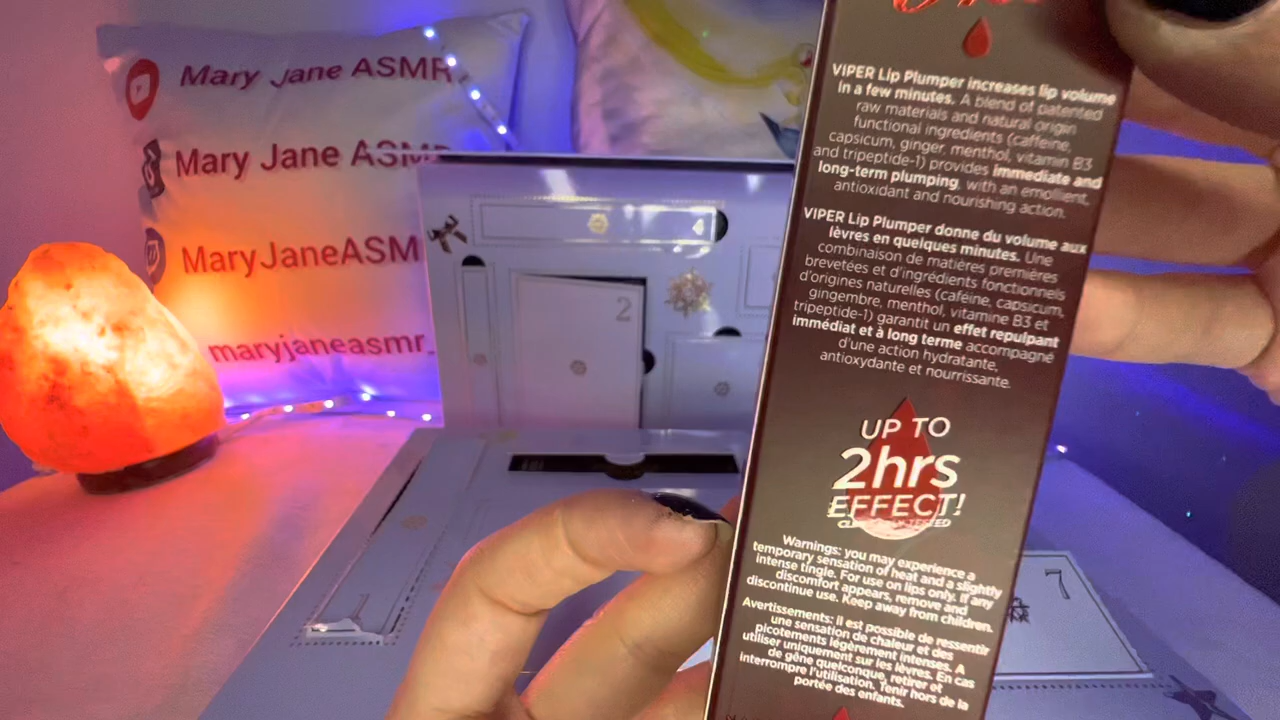 Mary Jane ASMR
Mary Jane ASMR
MaryJaneASM
maryjaneasmr_
2
7
VIPER Lip Plumper increases lip volume
in a few minutes. A blend of patented
raw materials and natural origin
functional ingredients (caffeine,
capsicum, ginger, menthol, vitamin B3
and tripeptide-1) provides immediate and
long-term plumping, with an emollient,
antioxidant and nourishing action.
VIPER Lip Plumper donne du volume aux
lèvres en quelques minutes. Une
combinaison de matières premières
brevetées et d'ingrédients fonctionnels
d'origines naturelles (caféine, capsicum,
gingembre, menthol, vitamine B3 et
tripeptide-1) garantit un effet repulpant
immédiat et à long terme accompagné
d'une action hydratante,
antioxydante et nourrissante.
UP TO
2hrs
EFFECT!
Warnings: you may experience a
temporary sensation of heat and a slightly
intense tingle. For use on lips only. If any
discomfort appears, remove and
discontinue use. Keep away from children.
Avertissements: il est possible de ressentir
une sensation de chaleur et des
picotements légèrement intenses. A
utiliser uniquement sur les lèvres. En cas
de gêne quelconque, retirer et
interrompre l'utilisation. Tenir hors de la
portée des enfants.